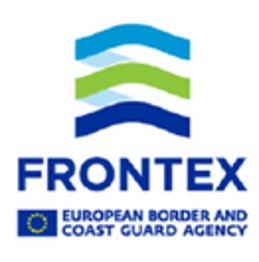 FRONTEX
EUROPEAN BORDER AND
COAST GUARD AGENCY